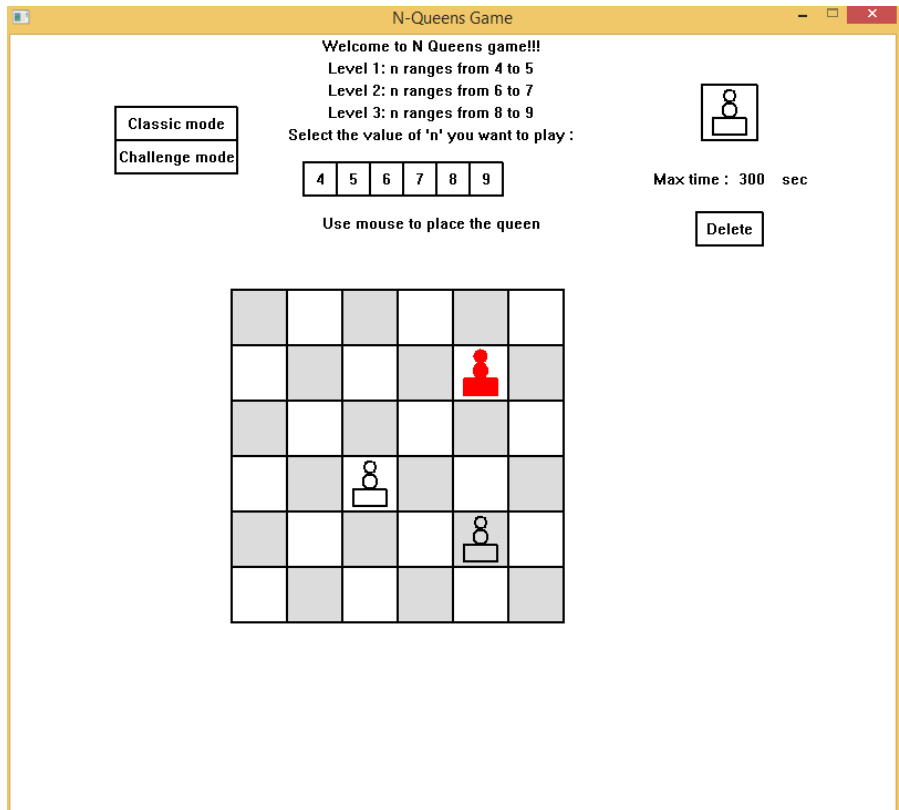 N-Queens Game
Welcome to N Queens game!!!
Level 1: n ranges from 4 to 5
Level 2: n ranges from 6 to 7
Level 3: n ranges from 8 to 9
Select the value of 'n' you want to play :
Classic mode
Challenge mode
4 5 6 7 8 9
Max time : 300 sec
Use mouse to place the queen
Delete